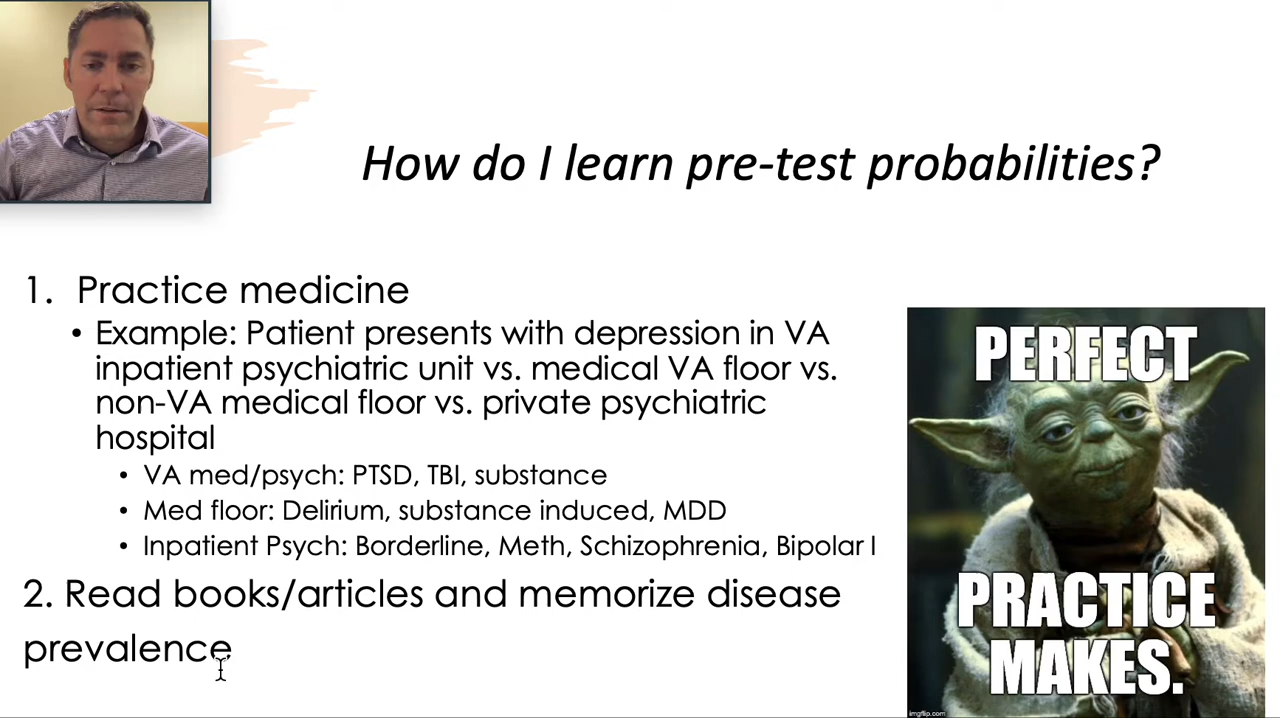 How do I learn pre-test probabilities?
1. Practice medicine
• Example: Patient presents with depression in VA
inpatient psychiatric unit vs. medical VA floor vs.
non-VA medical floor vs. private psychiatric
hospital
• VA med/psych: PTSD, TBI, substance
• Med floor: Delirium, substance induced, MDD
• Inpatient Psych: Borderline, Meth, Schizophrenia, Bipolar I
2. Read books/articles and memorize disease
prevalence
PERFECT
PRACTICE
MAKES.
imgflip.com